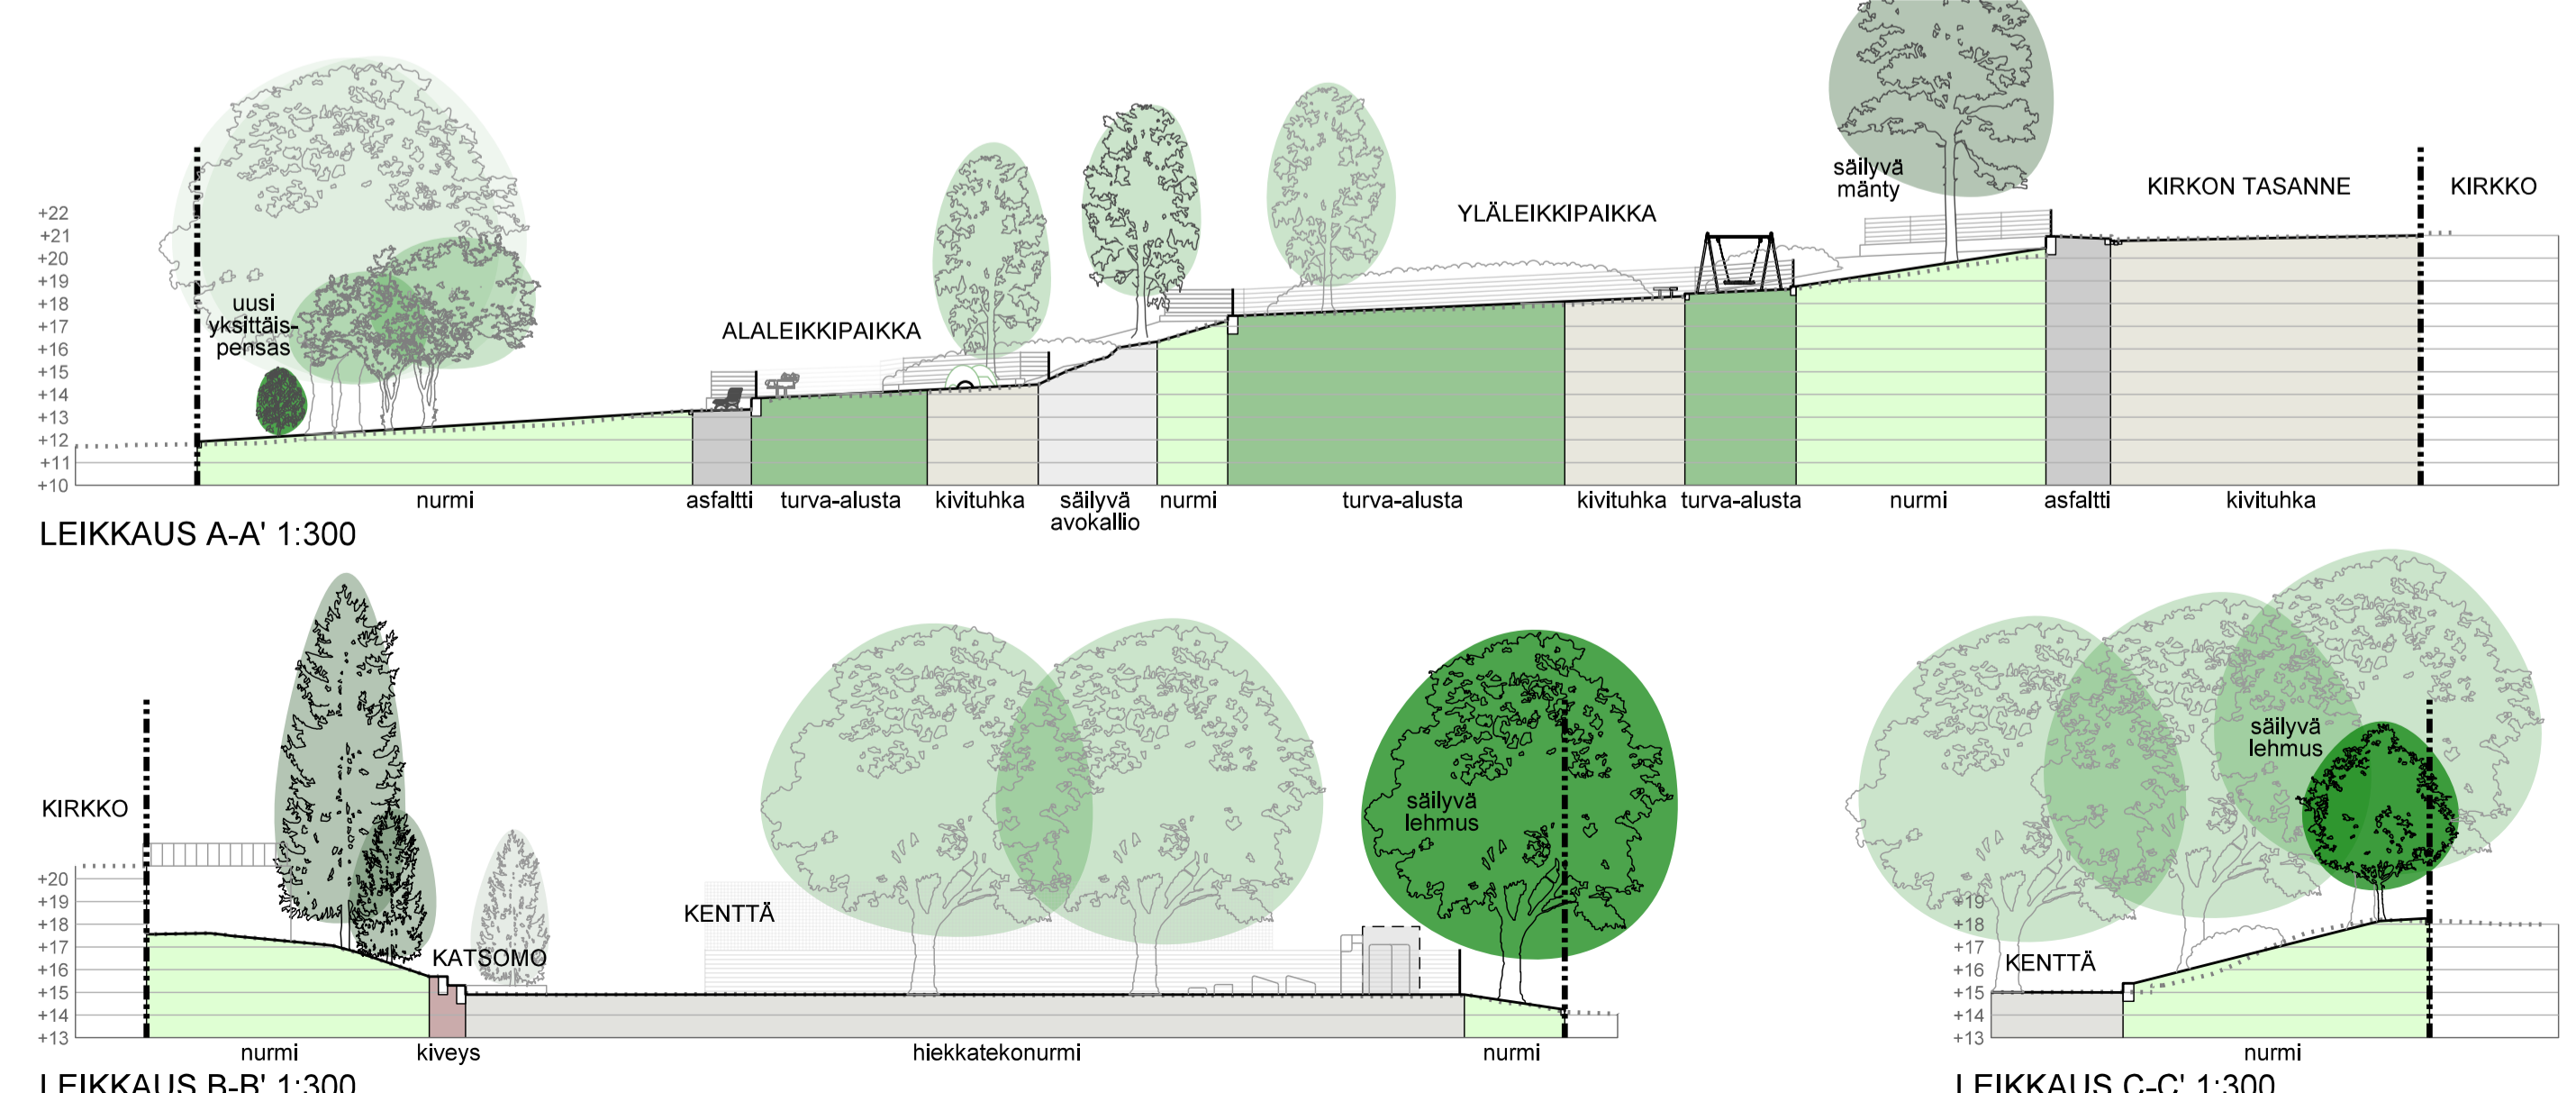 säilyvä
mänty
KIRKON TASANNE
KIRKKO
YLÄLEIKKIPAIKKA
+22
+21
+20
+19
+18
+17
+16
+15
+14
+13
+12
+11
+10
uusi
yksittäis-
pensas
ALALEIKKIPAIKKA
nurmi
asfaltti
turva-alusta
kivituhka
säilyvä
avokallio
nurmi
turva-alusta
kivituhka
turva-alusta
nurmi
asfaltti
kivituhka
LEIKKAUS A-A' 1:300
KIRKKO
+20
+19
+18
+17
+16
+15
+14
+13
KATSOMO
KENTTÄ
säilyvä
lehmus
nurmi
kiveys
hiekkatekonurmi
nurmi
LEIKKAUS B-B' 1:300
säilyvä
lehmus
+19
+18
+17
+16
+15
+14
+13
KENTTÄ
nurmi
LEIKKAUS C-C' 1:300